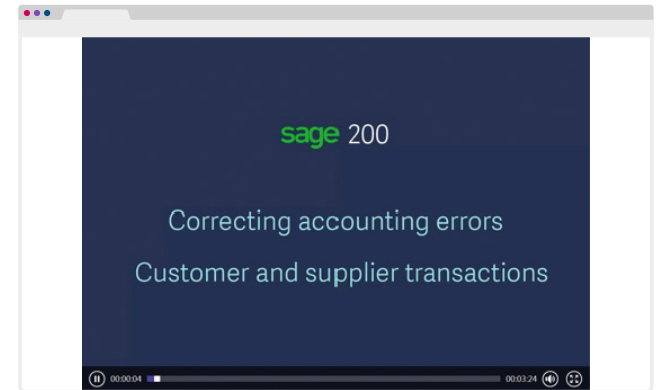 sage 200
Correcting accounting errors
Customer and supplier transactions
00:00:04 00:03:24